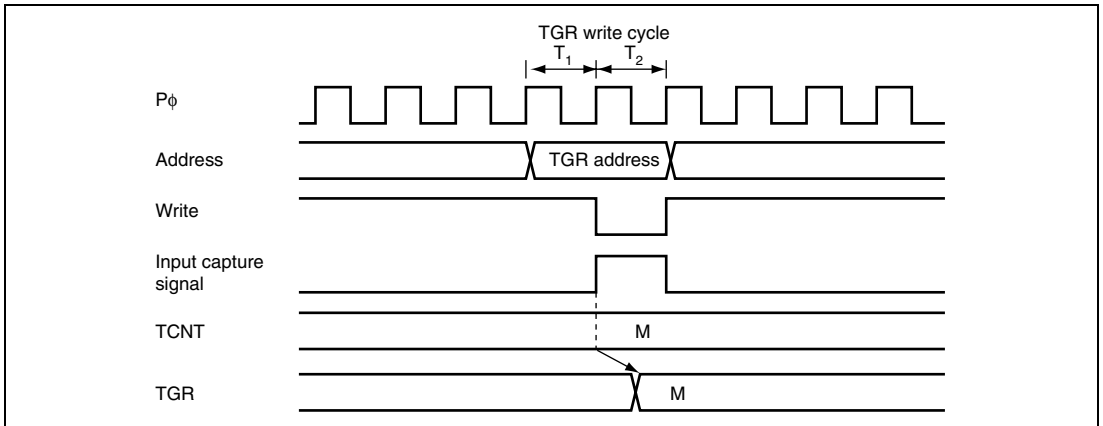 TGR write cycle
T1 T2
Pφ
Address
TGR address
Write
Input capture
signal
TCNT
M
TGR
M